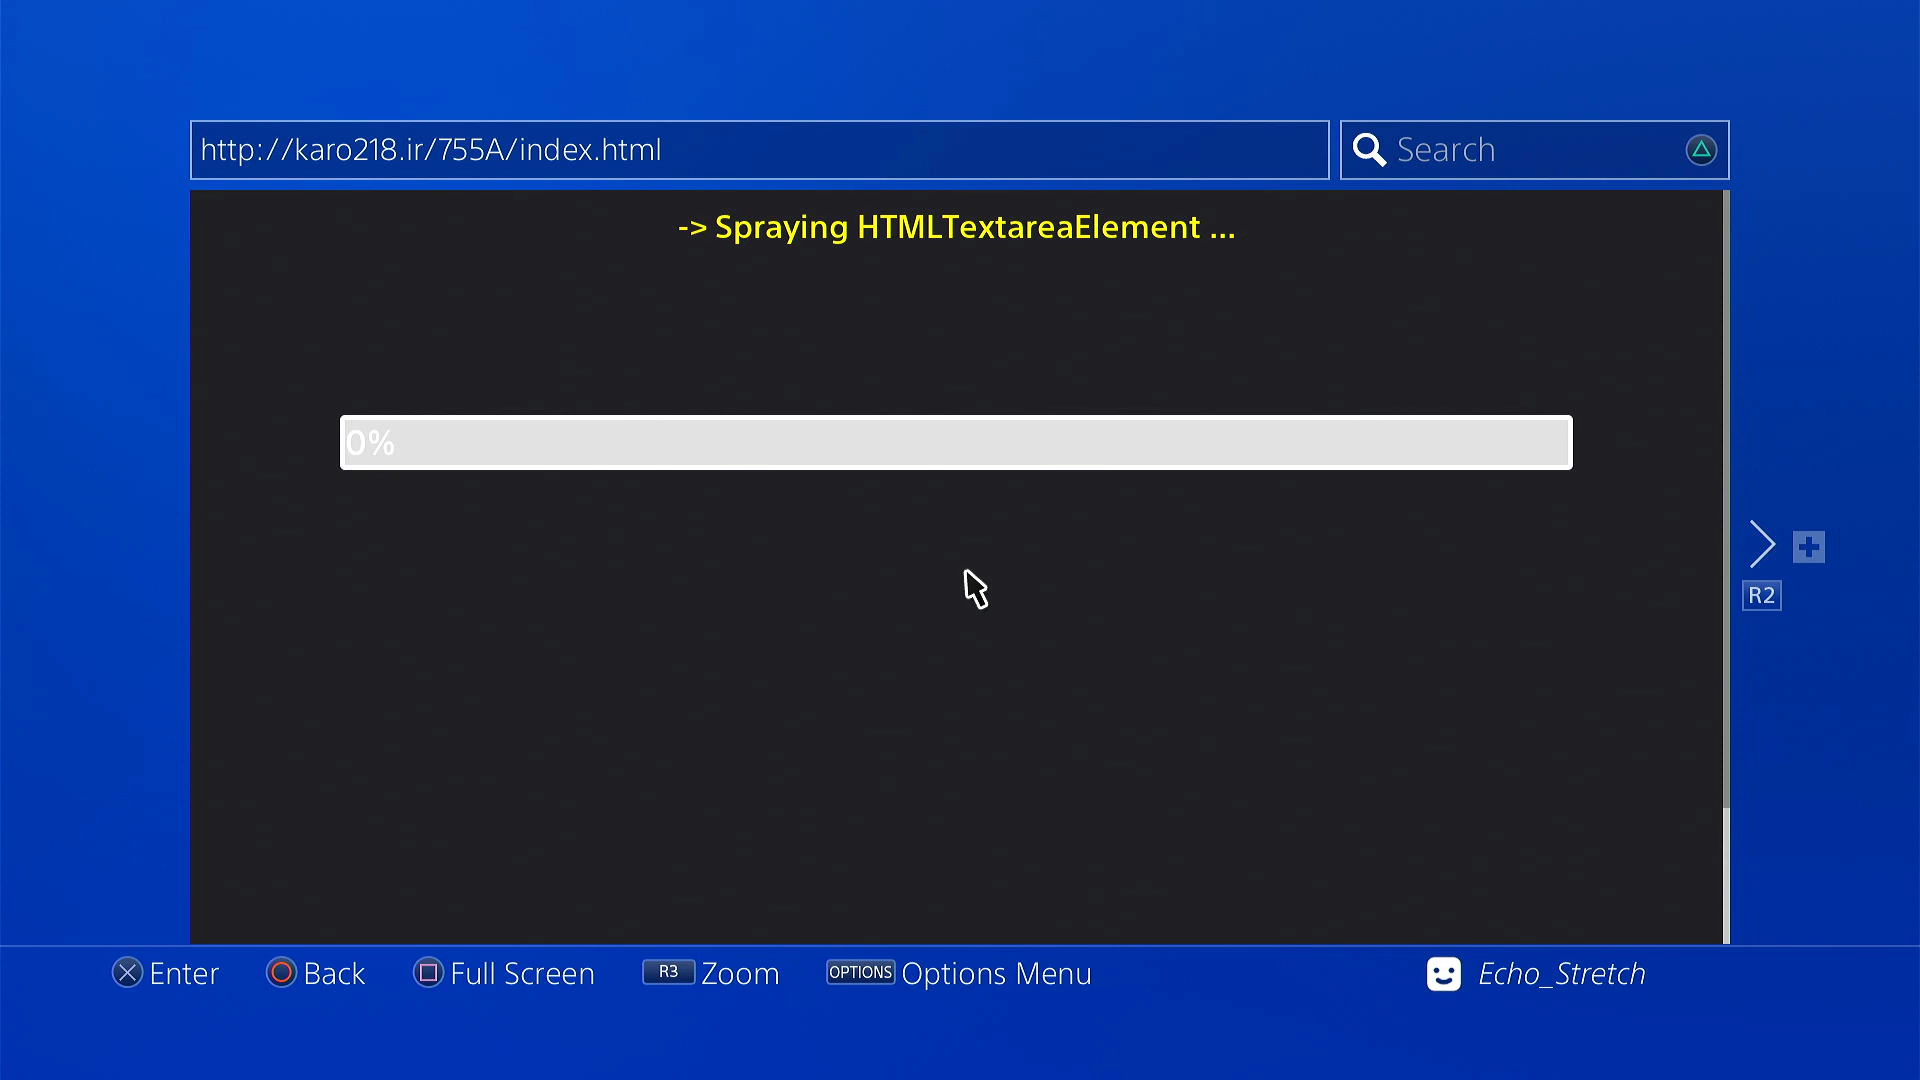 http://karo218.ir/755A/index.html
Search
-> Spraying HTMLTextareaElement ...
0%
R2
Enter
Back
Full Screen
R3 Zoom
OPTIONS Options Menu
Echo_Stretch